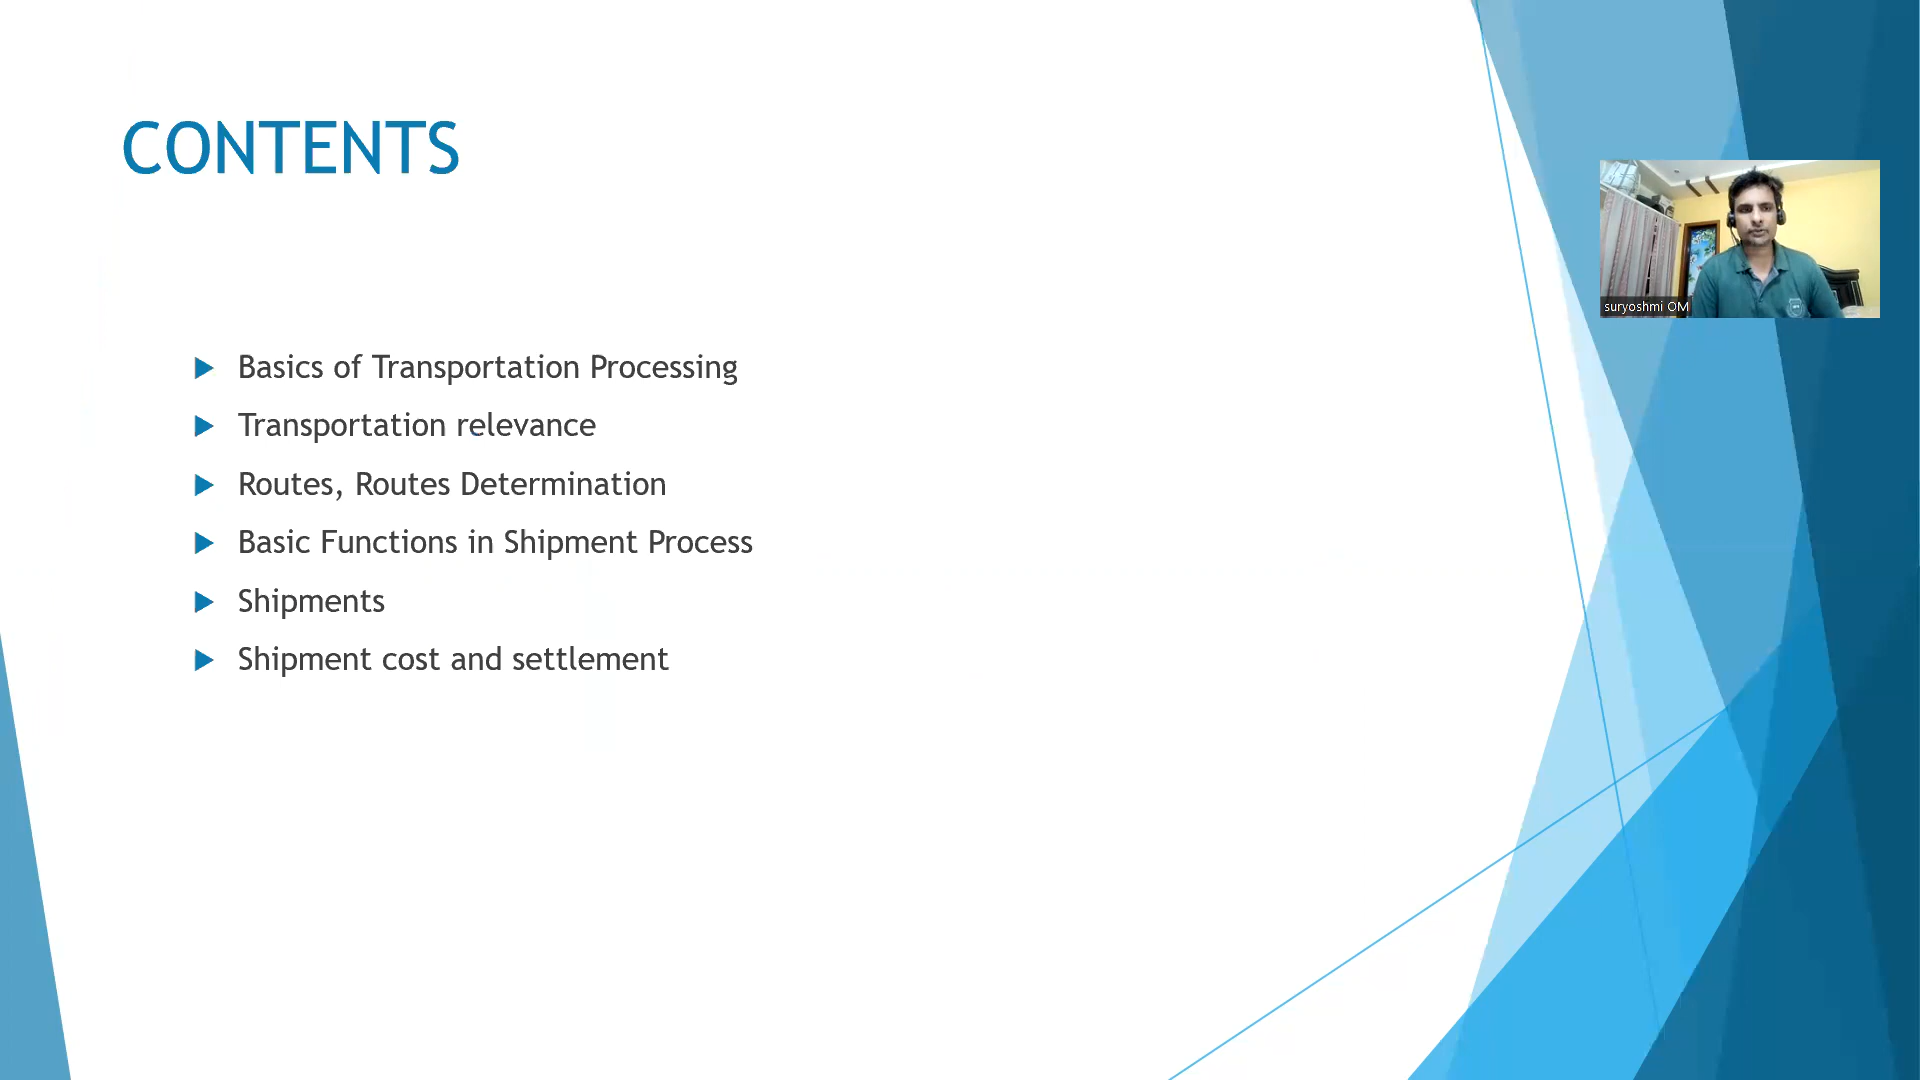 CONTENTS
Basics of Transportation Processing
Transportation relevance
Routes, Routes Determination
Basic Functions in Shipment Process
Shipments
Shipment cost and settlement
suryoshmi OM